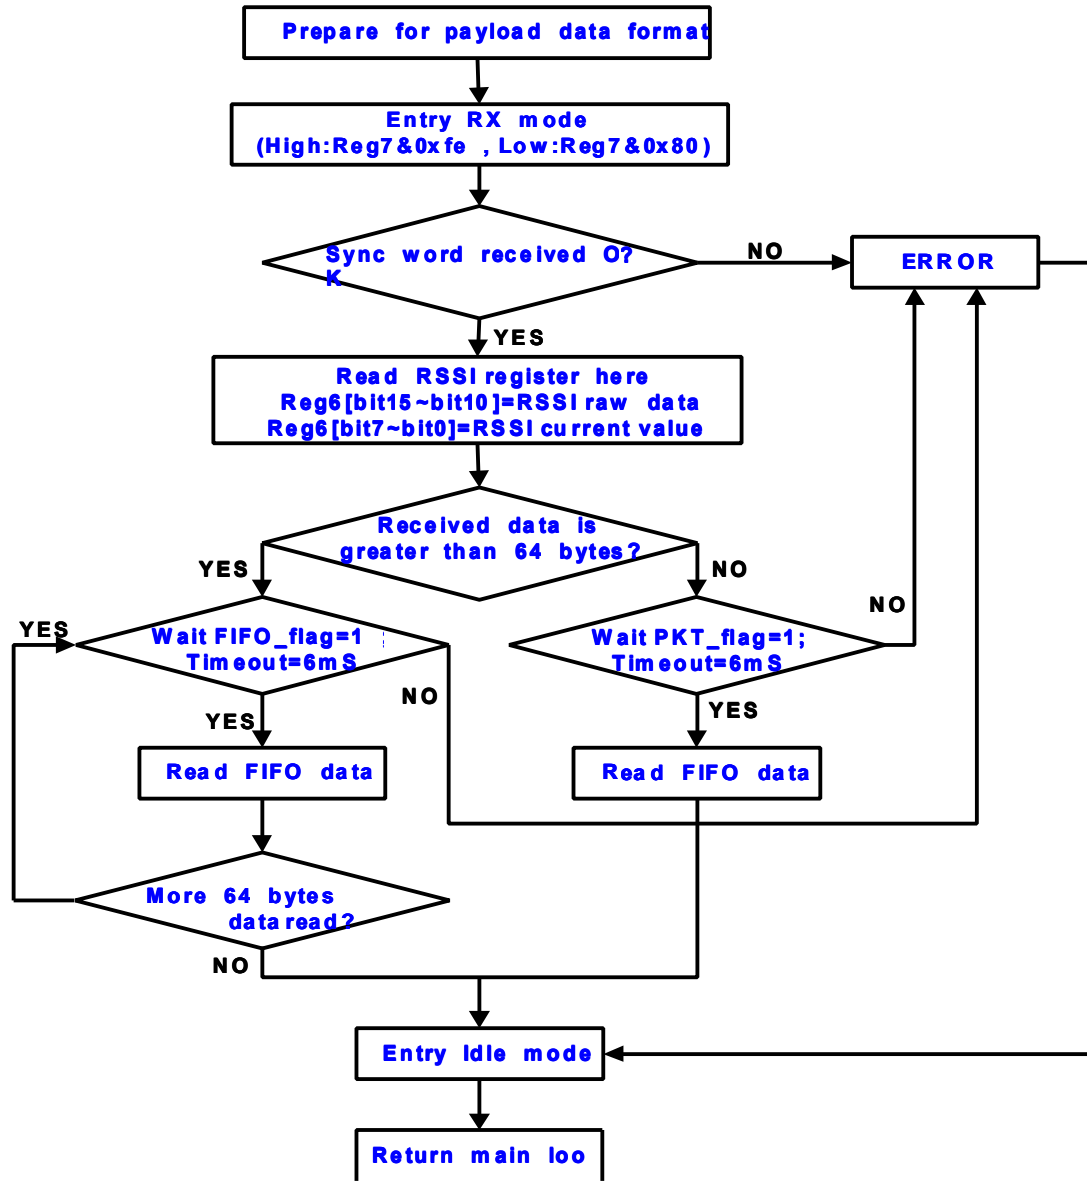 Prepare for payload data format
Entry RX mode
(High:Reg7&0xfe , Low:Reg7&0x80)
Sync word received O?
K
NO
ERROR
YES
Read RSSI register here
Reg6[bit15~bit10]=RSSI raw data
Reg6[bit7~bit0]=RSSI current value
Received data is
greater than 64 bytes?
YES
NO
NO
YES
Wait FIFO_flag=1
Timeout=6mS
Wait PKT_flag=1;
Timeout=6mS
NO
YES
YES
Read FIFO data
Read FIFO data
More 64 bytes
data read?
NO
Entry Idle mode
Return main loo